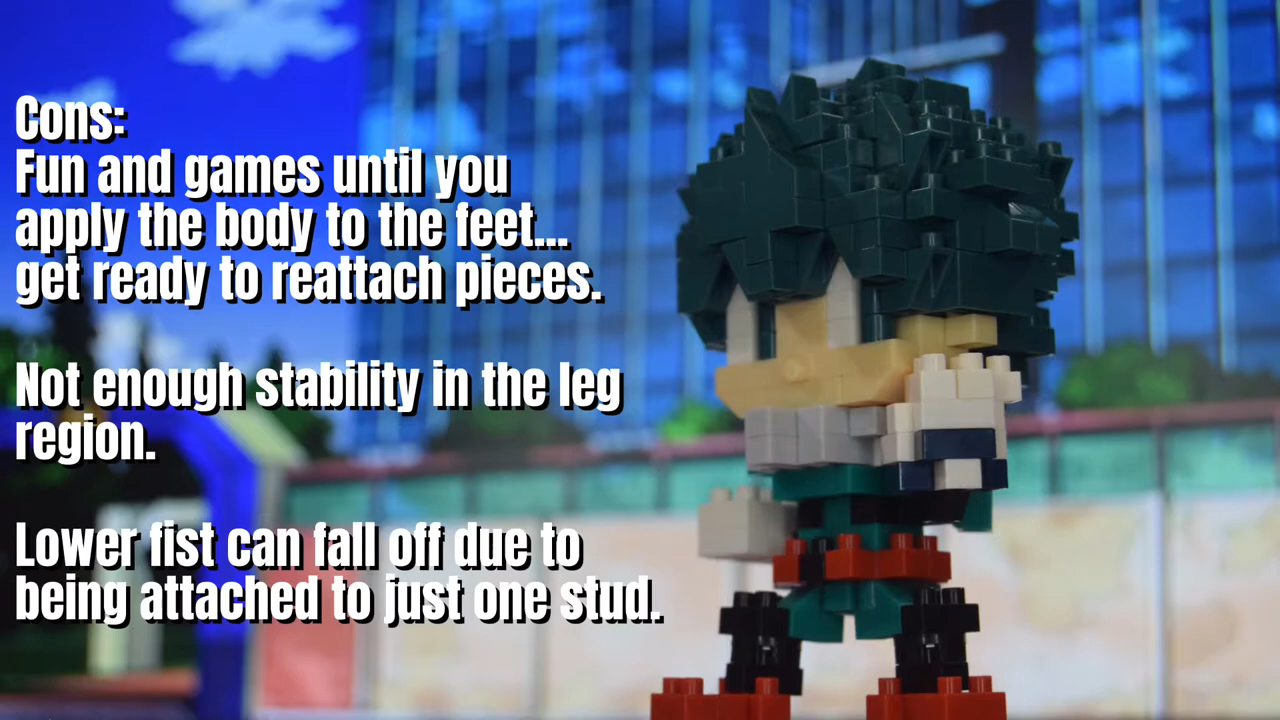 Cons:
Fun and games until you
apply the body to the feet...
get ready to reattach pieces.
Not enough stability in the leg
region.
Lower fist can fall off due to
being attached to just one stud.